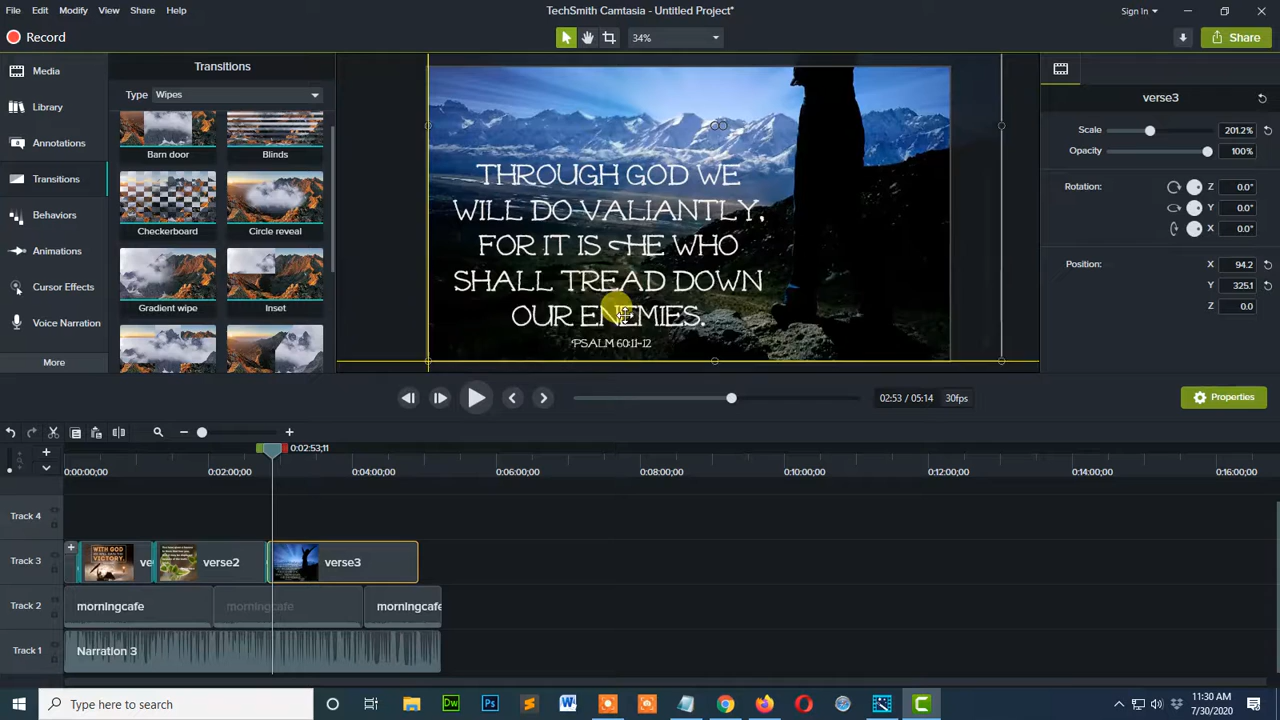 File Edit Modify View Share Help
TechSmith Camtasia - Untitled Project*
Sign In
Record
34%
Share
Media
Library
Annotations
Transitions
Behaviors
Animations
Cursor Effects
Voice Narration
More
Transitions
Type Wipes
Barn door
Blinds
Checkerboard
Circle reveal
Gradient wipe
Inset
THROUGH GOD WE
WILL DO VALIANTLY,
FOR IT IS HE WHO
SHALL TREAD DOWN
OUR ENEMIES.
PSALM 60:11-12
verse3
Scale 201.2%
Opacity 100%
Rotation: Z 0.0°
Y 0.0°
X 0.0°
Position: X 94.2
Y 325.1
Z 0.0
02:53 / 05:14 30fps
Properties
0:02:53;11
0:00:00;00 0:02:00;00 0:04:00;00 0:06:00;00 0:08:00;00 0:10:00;00 0:12:00;00 0:14:00;00 0:16:00;00
Track 4
Track 3
WITH GOD
VICTORY
ve
verse2
verse3
Track 2
morningcafe
morningcafe
morningcafe
Track 1
Narration 3
Type here to search
Dw
Ps
W
11:30 AM
7/30/2020